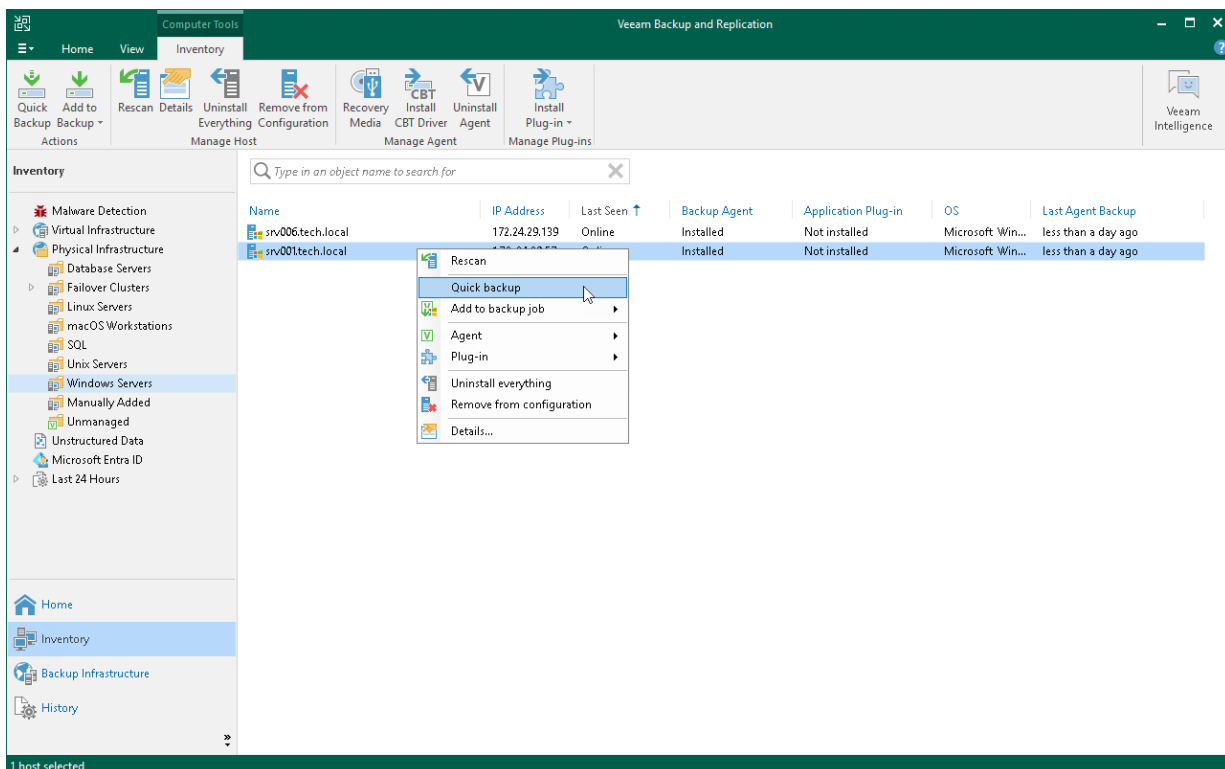 Computer Tools
Veeam Backup and Replication
Home View Inventory
Quick Backup
Add to Backup
Rescan
Details
Uninstall Everything
Remove from Configuration
Recovery Media
CBT
Install CBT Driver
Uninstall Agent
Install Plug-in
Veeam Intelligence
Actions
Manage Host
Manage Agent
Manage Plug-ins
Inventory
Type in an object name to search for
Malware Detection
Virtual Infrastructure
Physical Infrastructure
Database Servers
Failover Clusters
Linux Servers
macOS Workstations
SQL
Unix Servers
Windows Servers
Manually Added
Unmanaged
Unstructured Data
Microsoft Entra ID
Last 24 Hours
Name IP Address Last Seen Backup Agent Application Plug-in OS Last Agent Backup
srv006.tech.local 172.24.29.139 Online Installed Not installed Microsoft Win... less than a day ago
srv001.tech.local Installed Not installed Microsoft Win... less than a day ago
Rescan
Quick backup
Add to backup job
Agent
Plug-in
Uninstall everything
Remove from configuration
Details...
Home
Inventory
Backup Infrastructure
History
1 host selected